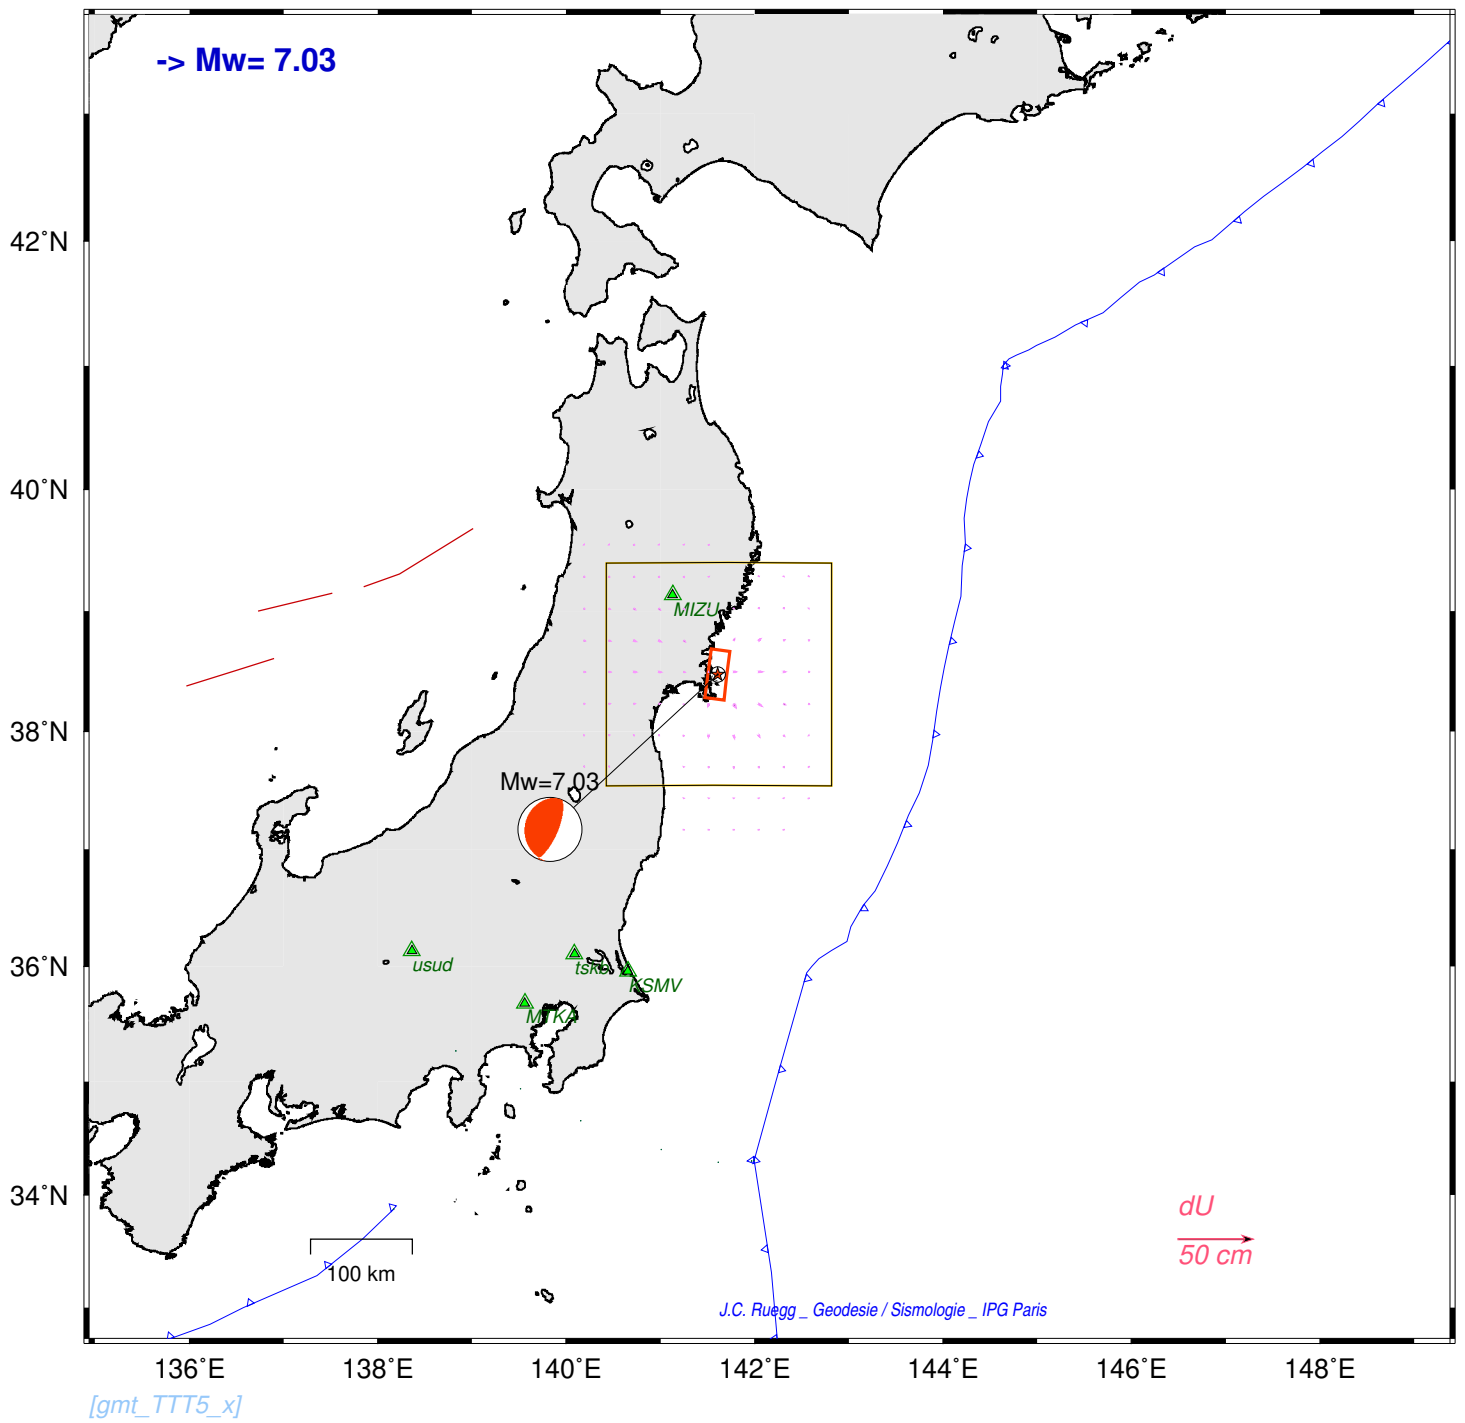 -> Mw= 7.03
42°N
40°N
MIZU
38°N
Mw=7.03
36°N
usud
tskb
KSMV
MTKA
34°N
dU
50 cm
100 km
J.C. Ruegg _ Geodesie / Sismologie _ IPG Paris
136°E 138°E 140°E 142°E 144°E 146°E 148°E
[gmt_TTT5_x]